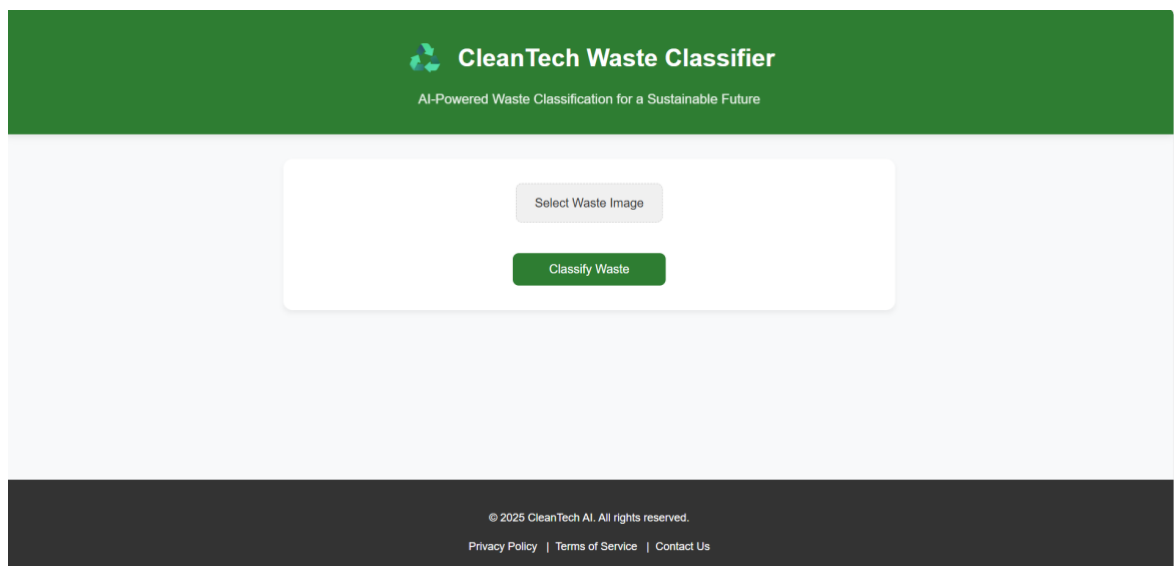 CleanTech Waste Classifier
AI-Powered Waste Classification for a Sustainable Future
Select Waste Image
Classify Waste
© 2025 CleanTech AI. All rights reserved.
Privacy Policy | Terms of Service | Contact Us